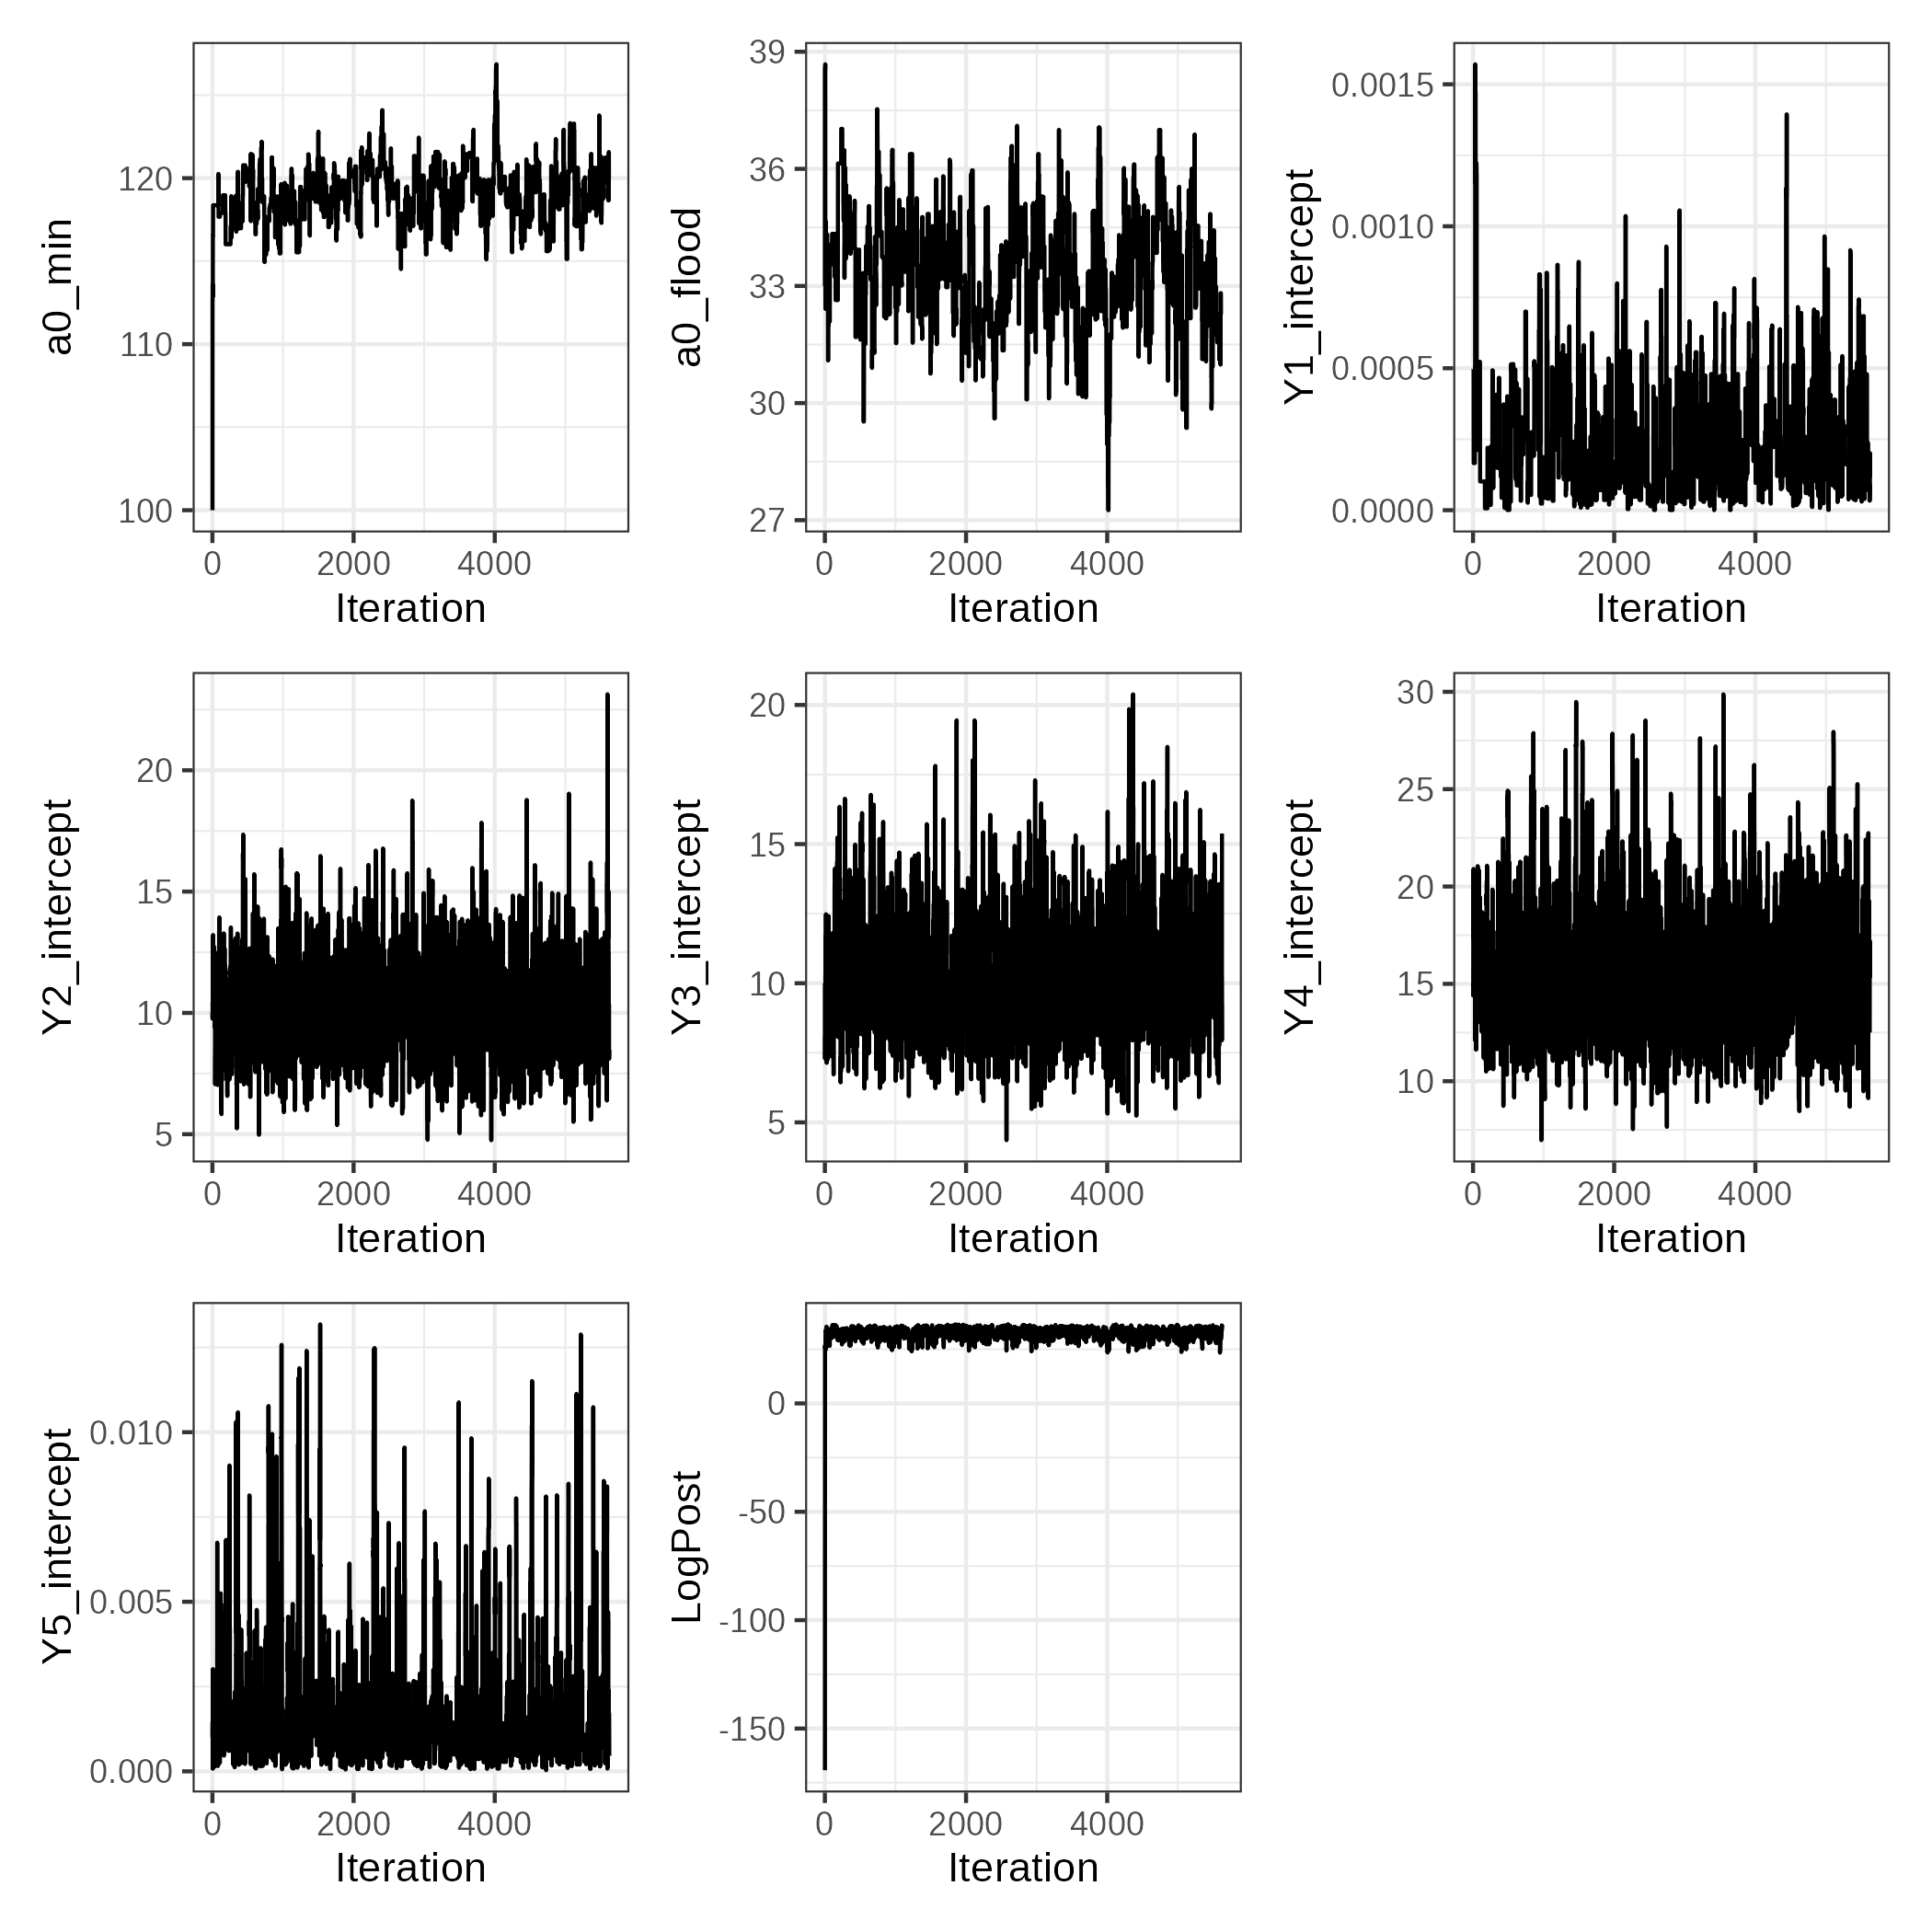 a0_min
120
110
100
0 2000 4000
Iteration
a0_flood
39
36
33
30
27
0 2000 4000
Iteration
Y1_intercept
0.0015
0.0010
0.0005
0.0000
0 2000 4000
Iteration
Y2_intercept
20
15
10
5
0 2000 4000
Iteration
Y3_intercept
20
15
10
5
0 2000 4000
Iteration
Y4_intercept
30
25
20
15
10
0 2000 4000
Iteration
Y5_intercept
0.010
0.005
0.000
0 2000 4000
Iteration
LogPost
0
-50
-100
-150
0 2000 4000
Iteration